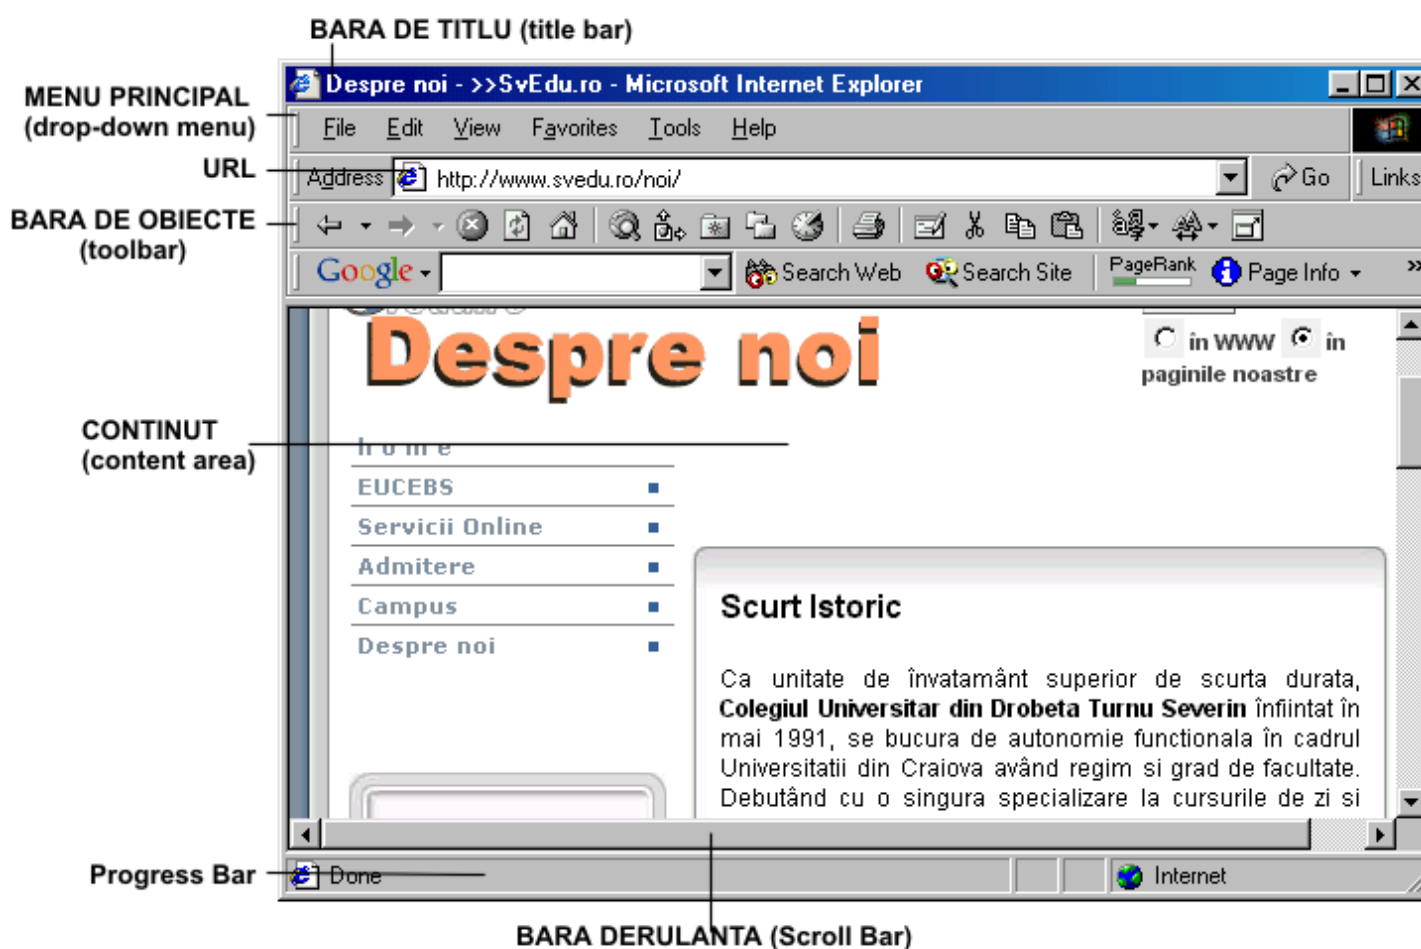 BARA DE TITLU (title bar)
Despre noi - >>SvEdu.ro - Microsoft Internet Explorer
MENU PRINCIPAL
(drop-down menu)
File Edit View Favorites Tools Help
URL
Address http://www.svedu.ro/noi/ Go Links
BARA DE OBIECTE
(toolbar)
Google Search Web Search Site PageRank Page Info »
Despre noi
în WWW în
paginile noastre
CONTINUT
(content area)
home
EUCEBS
Servicii Online
Admitere
Campus
Despre noi
Scurt Istoric
Ca unitate de învatamânt superior de scurta durata,
Colegiul Universitar din Drobeta Turnu Severin înfiintat în
mai 1991, se bucura de autonomie functionala în cadrul
Universitatii din Craiova având regim si grad de facultate.
Debutând cu o singura specializare la cursurile de zi si
Progress Bar
Done Internet
BARA DERULANTA (Scroll Bar)